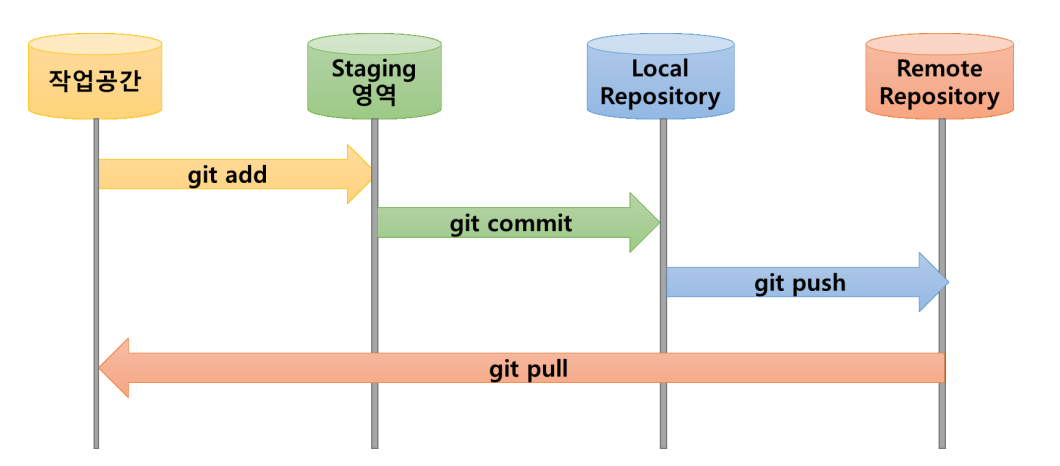 작업공간
Staging
영역
Local
Repository
Remote
Repository
git add
git commit
git push
git pull